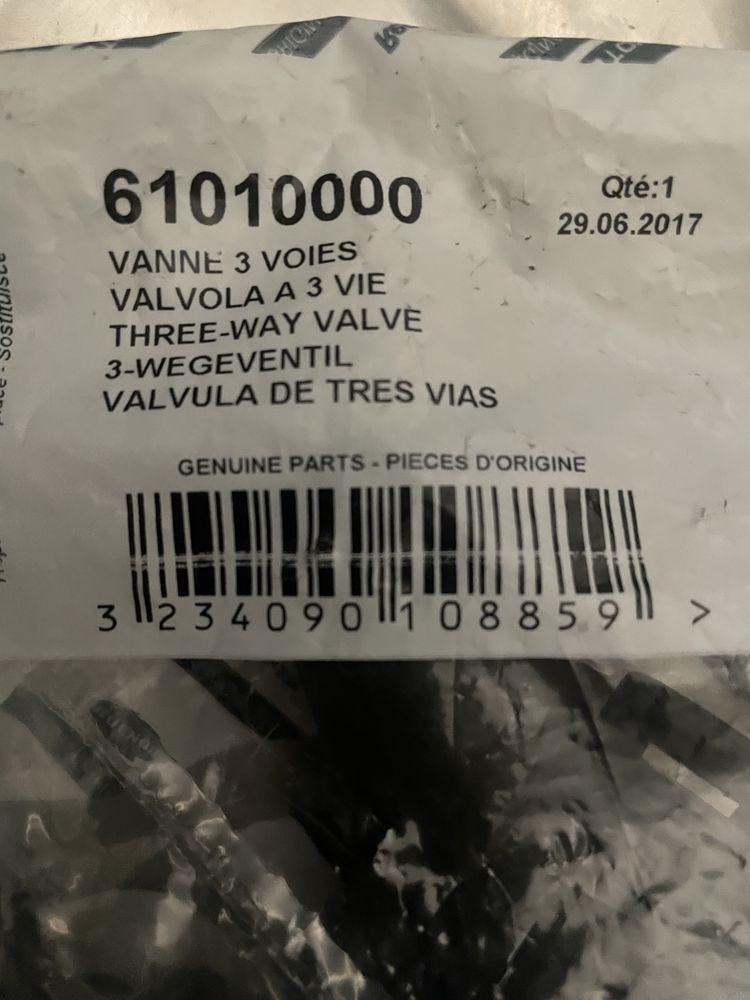 61010000
Qté:1
29.06.2017
VANNE 3 VOIES
VALVOLA A 3 VIE
THREE-WAY VALVE
3-WEGEVENTIL
VALVULA DE TRES VIAS
GENUINE PARTS - PIECES D'ORIGINE
3 234090 108859 >
Sostituisce